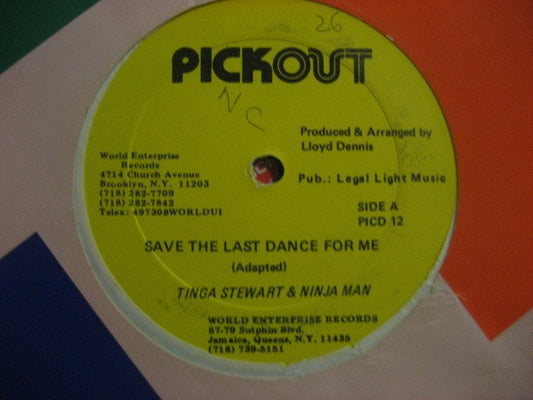 26
PICKOUT
NC
Produced & Arranged by
Lloyd Dennis
World Enterprise
Records
4714 Church Avenue
Brooklyn, N.Y. 11203
(718) 282-7709
(718) 282-7842
Telex: 497308WORLDUI
Pub.: Legal Light Music
SIDE A
PICD 12
SAVE THE LAST DANCE FOR ME
(Adapted)
TINGA STEWART & NINJA MAN
WORLD ENTERPRISE RECORDS
87-79 Sutphin Blvd.
Jamaica, Queens, N.Y. 11435
(718) 739-5151